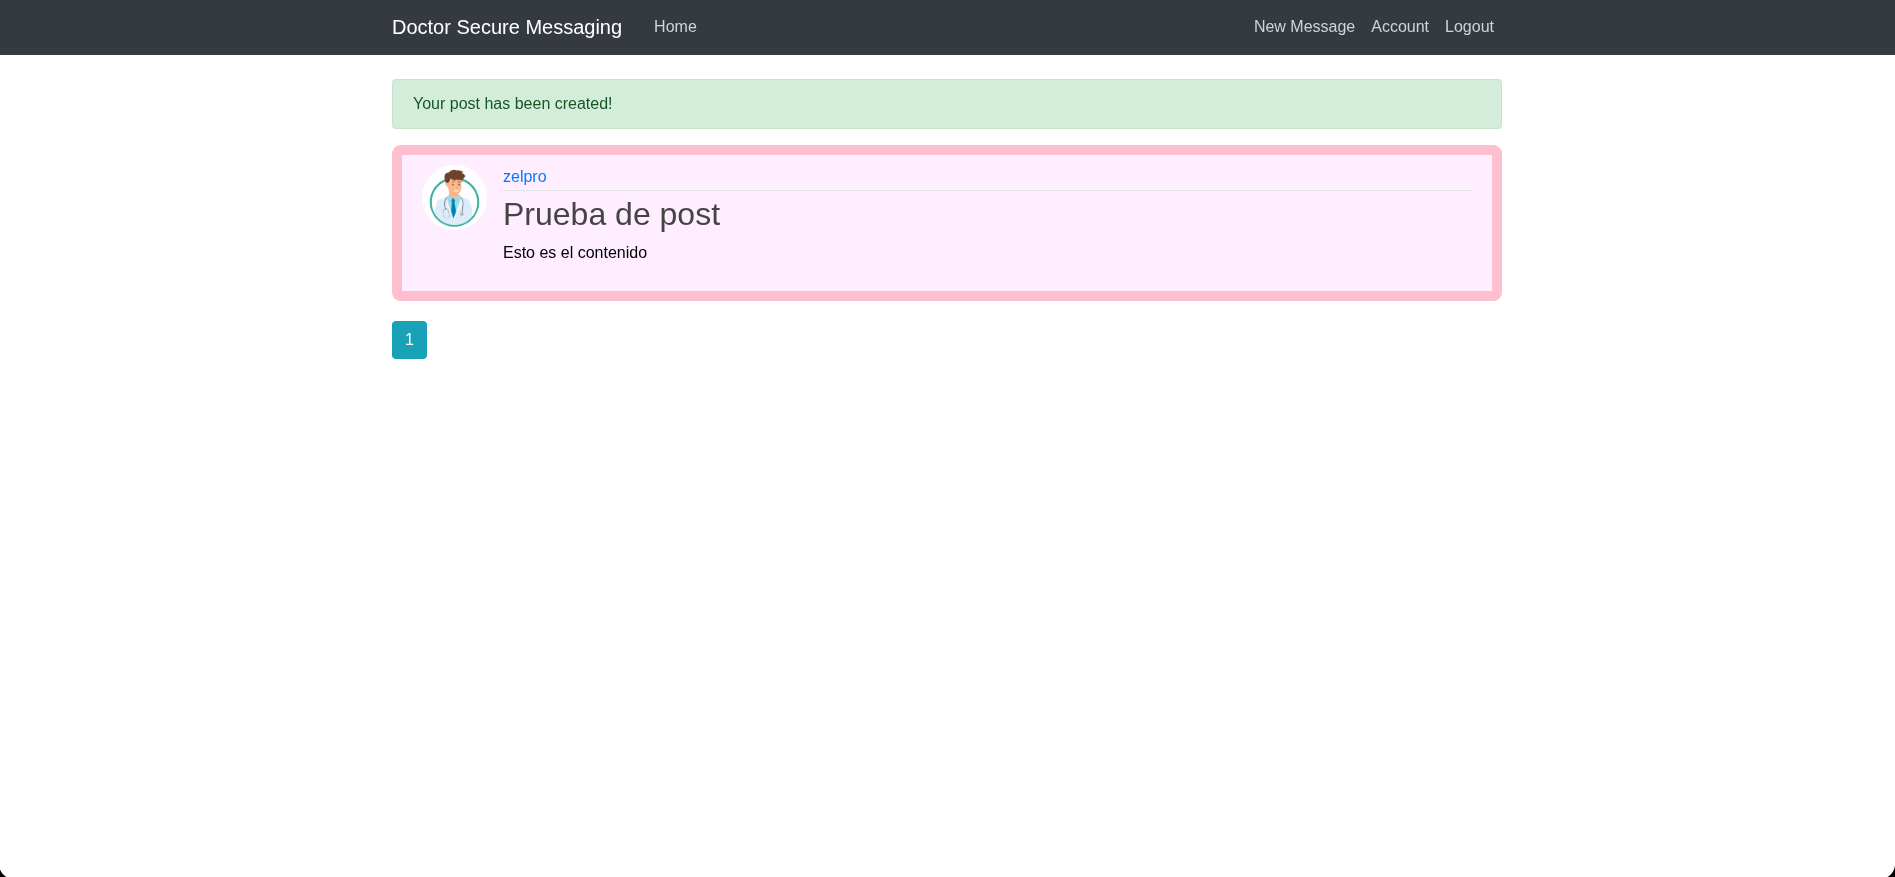 Doctor Secure Messaging Home New Message Account Logout
Your post has been created!
zelpro
Prueba de post
Esto es el contenido
1